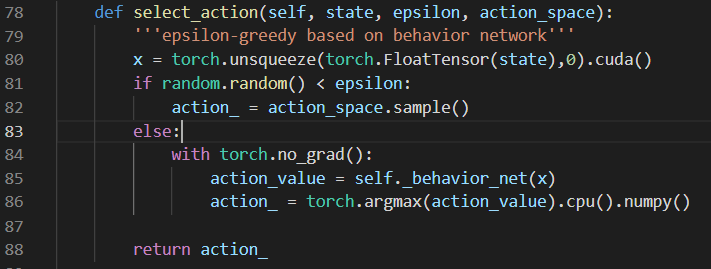 78 def select_action(self, state, epsilon, action_space):
79 '''epsilon-greedy based on behavior network'''
80 x = torch.unsqueeze(torch.FloatTensor(state),0).cuda()
81 if random.random() < epsilon:
82 action_ = action_space.sample()
83 else:
84 with torch.no_grad():
85 action_value = self._behavior_net(x)
86 action_ = torch.argmax(action_value).cpu().numpy()
87
88 return action_